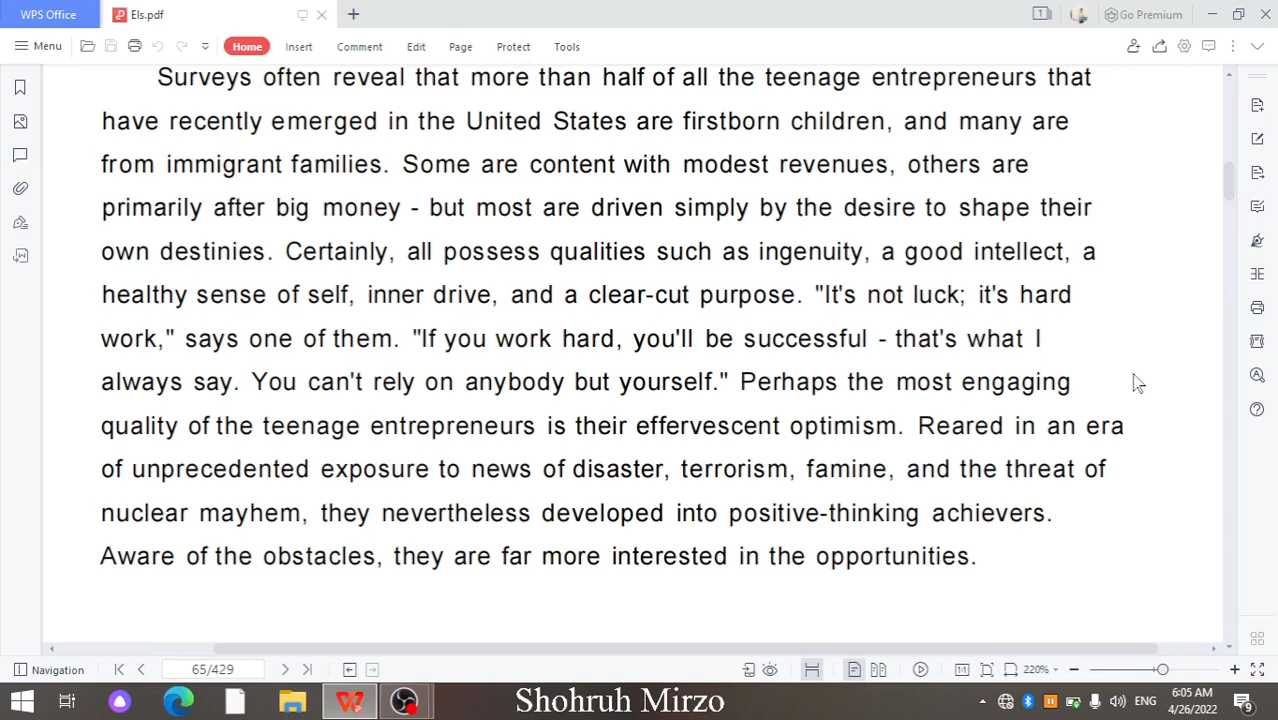 WPS Office
Els.pdf
Go Premium
Menu
Home
Insert
Comment
Edit
Page
Protect
Tools
Surveys often reveal that more than half of all the teenage entrepreneurs that
have recently emerged in the United States are firstborn children, and many are
from immigrant families. Some are content with modest revenues, others are
primarily after big money - but most are driven simply by the desire to shape their
own destinies. Certainly, all possess qualities such as ingenuity, a good intellect, a
healthy sense of self, inner drive, and a clear-cut purpose. "It's not luck; it's hard
work," says one of them. "If you work hard, you'll be successful - that's what I
always say. You can't rely on anybody but yourself." Perhaps the most engaging
quality of the teenage entrepreneurs is their effervescent optimism. Reared in an era
of unprecedented exposure to news of disaster, terrorism, famine, and the threat of
nuclear mayhem, they nevertheless developed into positive-thinking achievers.
Aware of the obstacles, they are far more interested in the opportunities.
Navigation
65/429
220%
Shohruh Mirzo
ENG
6:05 AM
4/26/2022
9